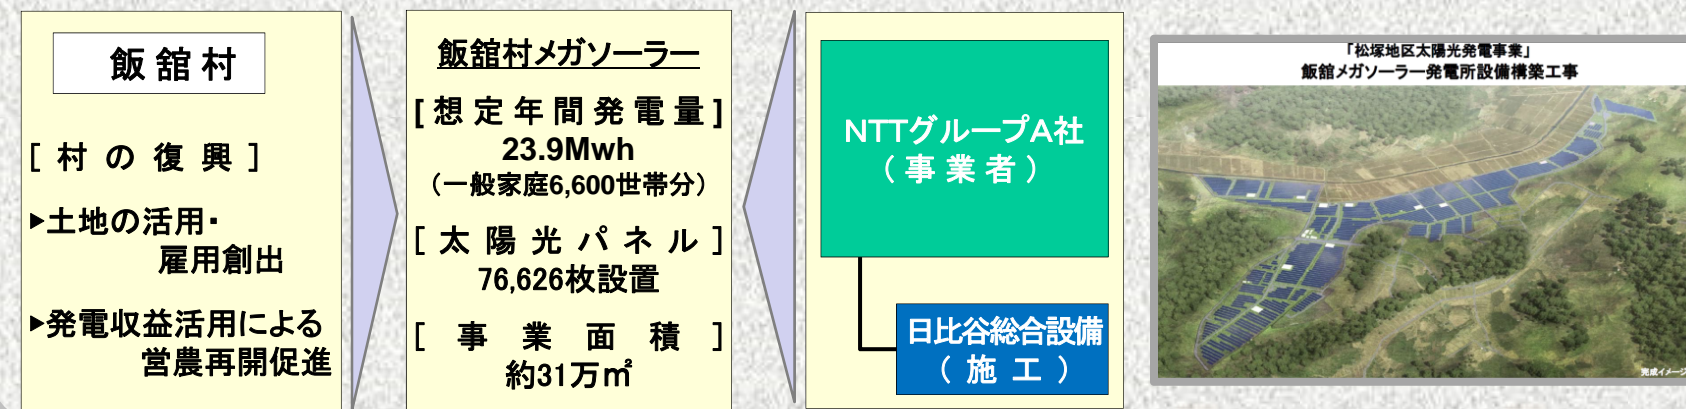 飯舘村
[村の復興]
▶土地の活用・
雇用創出
▶発電収益活用による
営農再開促進
飯舘村メガソーラー
[想定年間発電量]
23.9Mwh
（一般家庭6,600世帯分）
[太陽光パネル]
76,626枚設置
[事業面積]
約31万㎡
NTTグループA社
（事業者）
日比谷総合設備
（施工）
「松塚地区太陽光発電事業」
飯舘メガソーラー発電所設備構築工事
完成イメージ